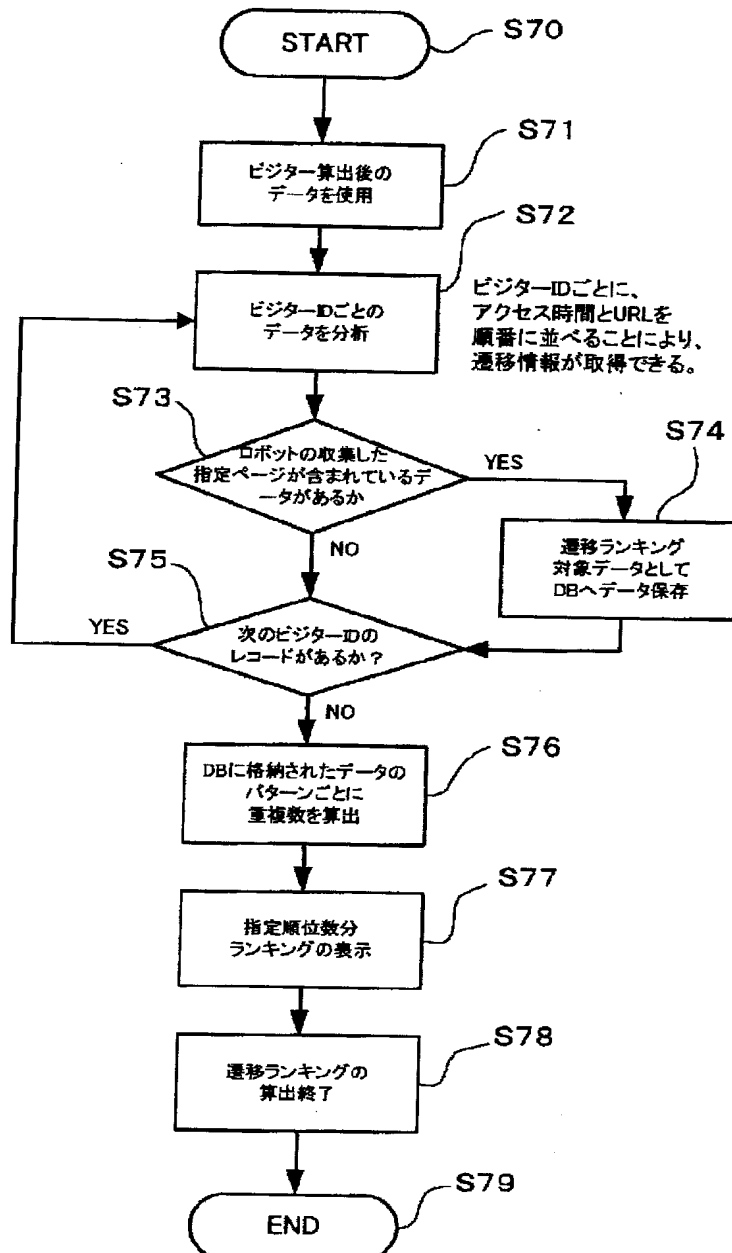 START
S70
S71
ビジター算出後の
データを使用
S72
ビジターIDごとの
データを分析
ビジターIDごとに、
アクセス時間とURLを
順番に並べることにより、
遷移情報が取得できる。
S73
ロボットの収集した
指定ページが含まれているデ
ータがあるか
YES
S74
遷移ランキング
対象データとして
DBへデータ保存
NO
S75
YES
次のビジターIDの
レコードがあるか?
NO
S76
DBに格納されたデータの
パターンごとに
重複数を算出
S77
指定順位数分
ランキングの表示
S78
遷移ランキングの
算出終了
S79
END